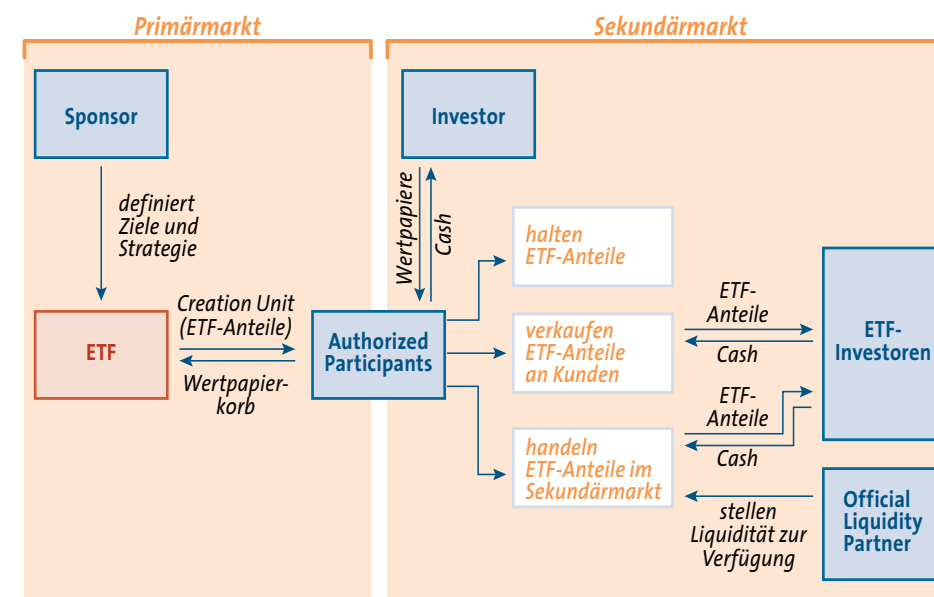 Primärmarkt
Sekundärmarkt
Sponsor
Investor
definiert
Ziele und
Strategie
Wertpapiere
Cash
halten
ETF-Anteile
Creation Unit
(ETF-Anteile)
ETF
Authorized
Participants
Wertpapier-
korb
verkaufen
ETF-Anteile
an Kunden
ETF-
Anteile
Cash
ETF-
Investoren
ETF-
Anteile
Cash
handeln
ETF-Anteile im
Sekundärmarkt
stellen
Liquidität zur
Verfügung
Official
Liquidity
Partner